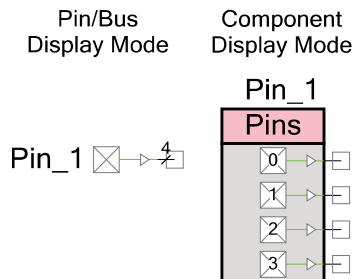 Pin/Bus
Display Mode
Component
Display Mode
Pin_1
4
Pin_1
Pins
0
1
2
3